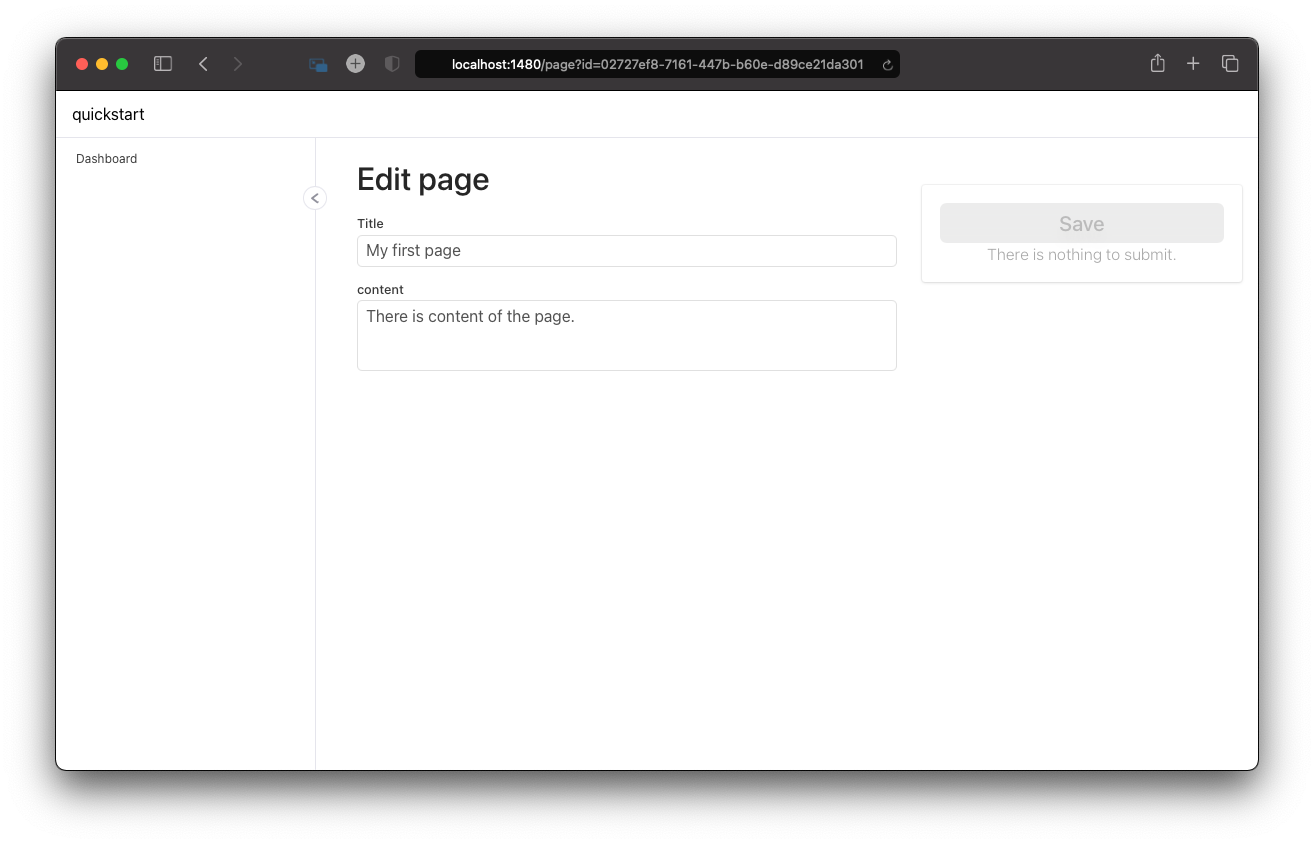 localhost:1480/page?id=02727ef8-7161-447b-b60e-d89ce21da301
quickstart
Dashboard
Edit page
Title
My first page
content
There is content of the page.
Save
There is nothing to submit.